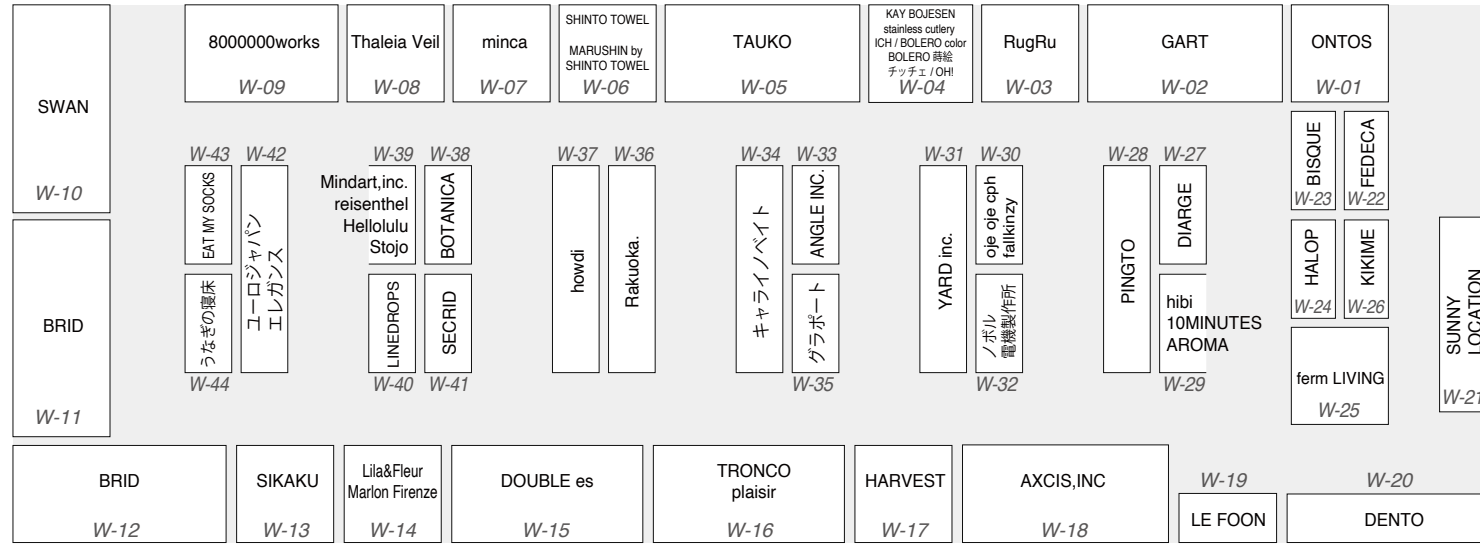 SWAN
W-10
8000000works
W-09
Thaleia Veil
W-08
minca
W-07
SHINTO TOWEL
MARUSHIN by
SHINTO TOWEL
W-06
TAUKO
W-05
KAY BOJESEN
stainless cutlery
ICH / BOLERO color
BOLERO 蒔絵
チッチェ / OH!
W-04
RugRu
W-03
GART
W-02
ONTOS
W-01
W-43
EAT MY SOCKS
W-42
ユーロジャパン
エレガンス
うなぎの寝床
W-44
W-39
Mindart,inc.
reisenthel
Hellolulu
Stojo
W-38
BOTANICA
LINEDROPS
W-40
SECRID
W-41
W-37
howdi
W-36
Rakuoka.
W-34
キャライノベイト
W-33
ANGLE INC.
グラポート
W-35
W-31
YARD inc.
W-30
oje oje cph
fallkinzy
ノボル
電機製作所
W-32
W-28
PINGTO
W-27
DIARGE
hibi
10MINUTES
AROMA
W-29
BISQUE
W-23
FEDECA
W-22
HALOP
W-24
KIKIME
W-26
ferm LIVING
W-25
SUNNY
LOCATION
W-21
BRID
W-11
BRID
W-12
SIKAKU
W-13
Lila&Fleur
Marlon Firenze
W-14
DOUBLE es
W-15
TRONCO
plaisir
W-16
HARVEST
W-17
AXCIS,INC
W-18
W-19
LE FOON
W-20
DENTO